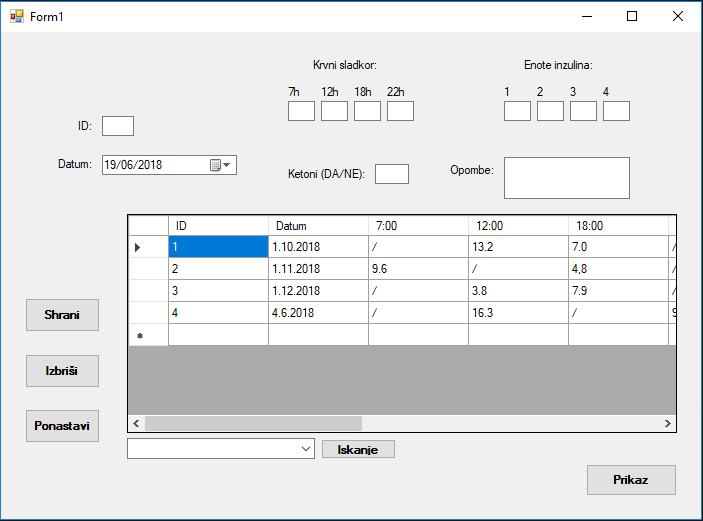 Form1
Krvni sladkor:
Enote inzulina:
7h 12h 18h 22h
1 2 3 4
ID:
Datum: 19/06/2018
Ketoni (DA/NE):
Opombe:
ID Datum 7:00 12:00 18:00
1 1.10.2018 / 13.2 7.0 /
2 1.11.2018 9.6 / 4,8 /
3 1.12.2018 / 3.8 7.9 /
4 4.6.2018 / 16.3 / 9
Shrani
Izbriši
Ponastavi
Iskanje
Prikaz